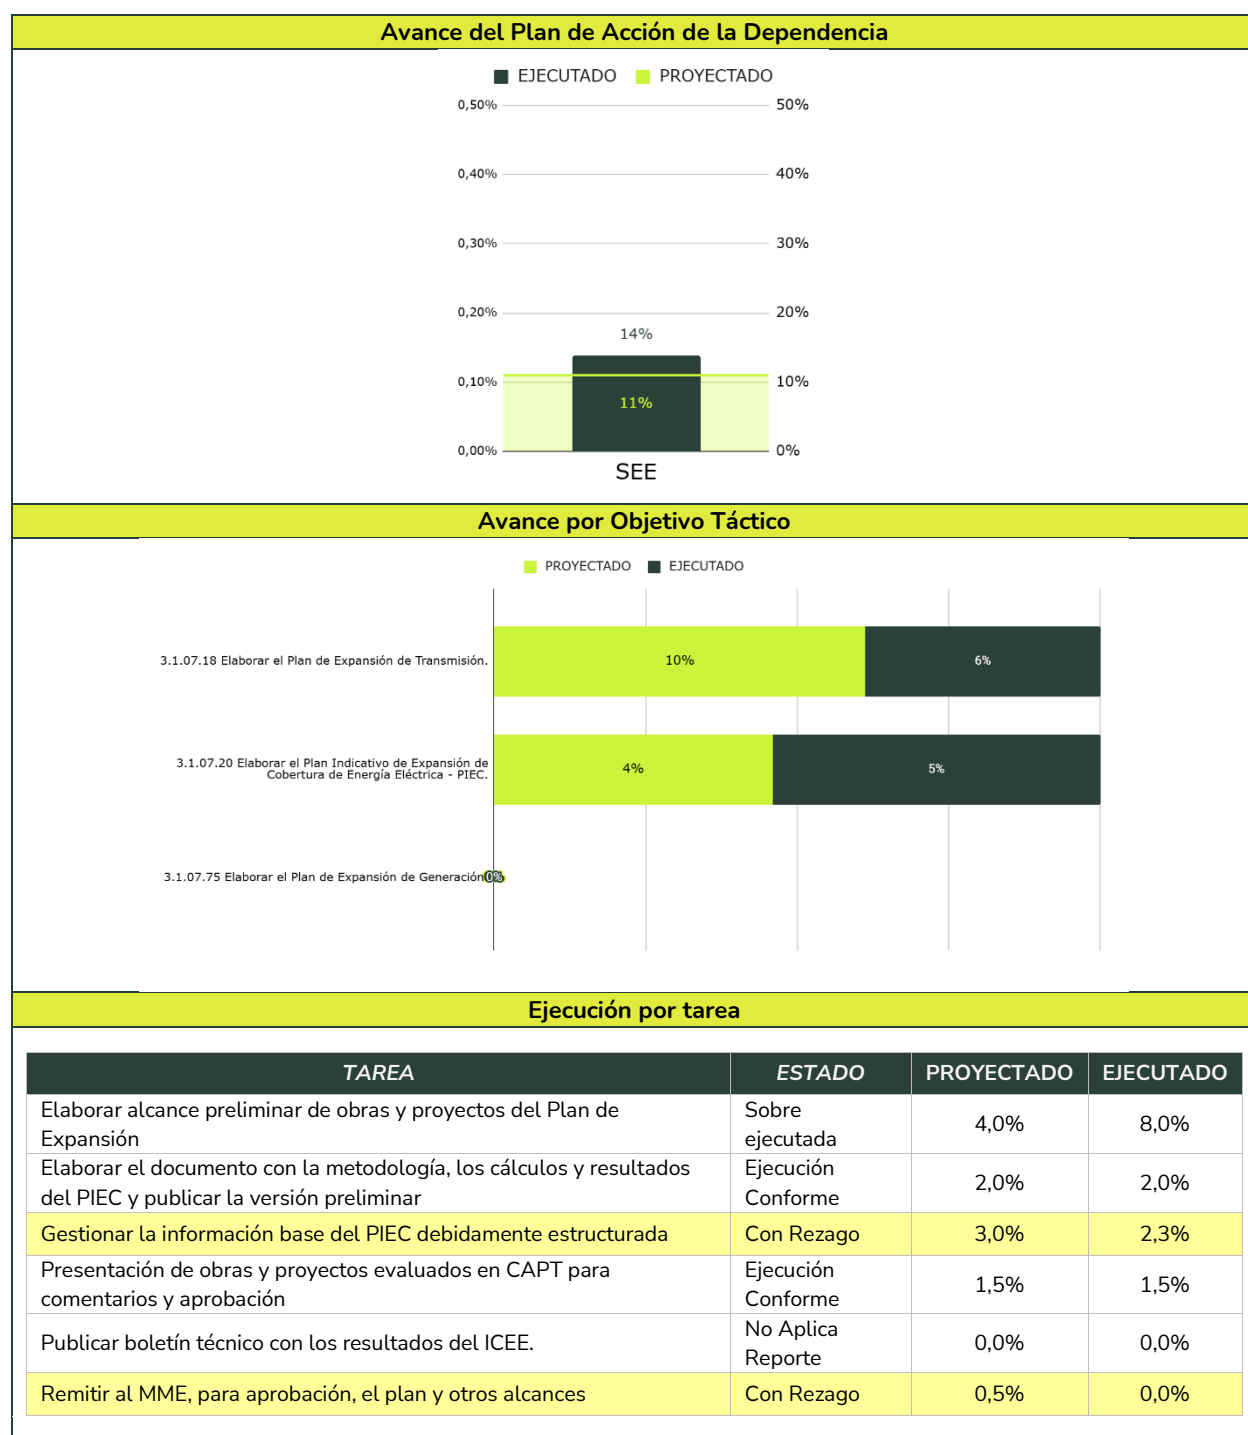 Avance del Plan de Acción de la Dependencia
EJECUTADO PROYECTADO
0,50% 50%
0,40% 40%
0,30% 30%
0,20% 20%
14%
0,10% 10%
11%
0,00% 0%
SEE
Avance por Objetivo Táctico
PROYECTADO EJECUTADO
3.1.07.18 Elaborar el Plan de Expansión de Transmisión. 10% 6%
3.1.07.20 Elaborar el Plan Indicativo de Expansión de
Cobertura de Energía Eléctrica - PIEC. 4% 5%
3.1.07.75 Elaborar el Plan de Expansión de Generación 0%
Ejecución por tarea
TAREA ESTADO PROYECTADO EJECUTADO
Elaborar alcance preliminar de obras y proyectos del Plan de
Expansión
Sobre
ejecutada
4,0% 8,0%
Elaborar el documento con la metodología, los cálculos y resultados
del PIEC y publicar la versión preliminar
Ejecución
Conforme
2,0% 2,0%
Gestionar la información base del PIEC debidamente estructurada Con Rezago 3,0% 2,3%
Presentación de obras y proyectos evaluados en CAPT para
comentarios y aprobación
Ejecución
Conforme
1,5% 1,5%
Publicar boletín técnico con los resultados del ICEE.
No Aplica
Reporte
0,0% 0,0%
Remitir al MME, para aprobación, el plan y otros alcances Con Rezago 0,5% 0,0%